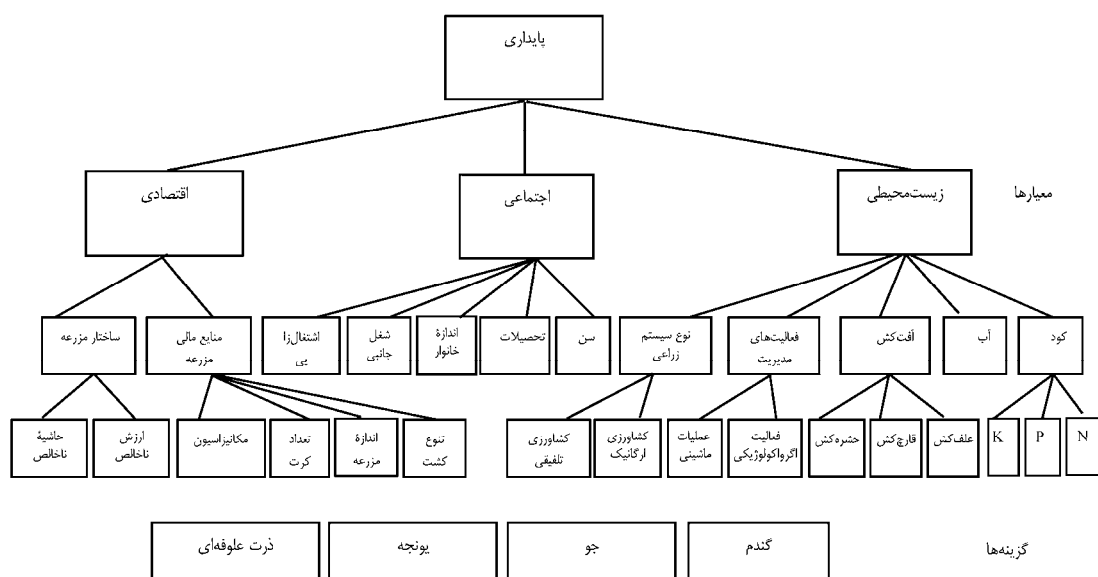 پایداری
زیست‌محیطی
اجتماعی
اقتصادی
معیارها
کود
آب
آفت‌کش
فعالیت‌های
مدیریت
نوع سیستم
زراعی
سن
تحصیلات
اندازهٔ
خانوار
شغل
جانبی
اشتغال‌زا
یی
منابع مالی
مزرعه
ساختار مزرعه
N
P
K
علف‌کش
قارچ‌کش
حشره‌کش
فعالیت
اگرواکولوژیکی
عملیات
ماشینی
کشاورزی
ارگانیک
کشاورزی
تلفیقی
تنوع
کشت
اندازهٔ
مزرعه
تعداد
کرت
مکانیزاسیون
ارزش
ناخالص
حاشیهٔ
ناخالص
گزینه‌ها
گندم
جو
یونجه
ذرت علوفه‌ای